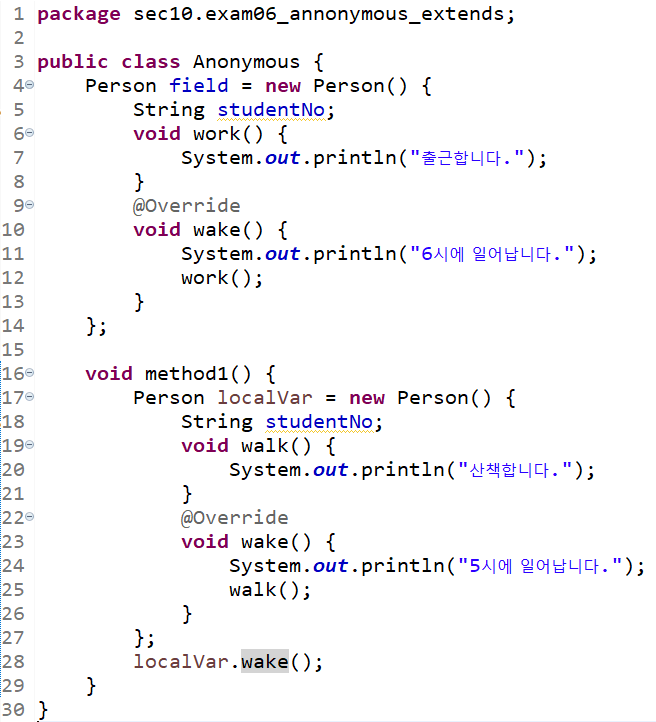 1 package sec10.exam06_annonymous_extends;
2
3 public class Anonymous {
4     Person field = new Person() {
5         String studentNo;
6         void work() {
7             System.out.println("출근합니다.");
8         }
9         @Override
10         void wake() {
11             System.out.println("6시에 일어납니다.");
12             work();
13         }
14     };
15
16     void method1() {
17         Person localVar = new Person() {
18             String studentNo;
19             void walk() {
20                 System.out.println("산책합니다.");
21             }
22             @Override
23             void wake() {
24                 System.out.println("5시에 일어납니다.");
25                 walk();
26             }
27         };
28         localVar.wake();
29     }
30 }